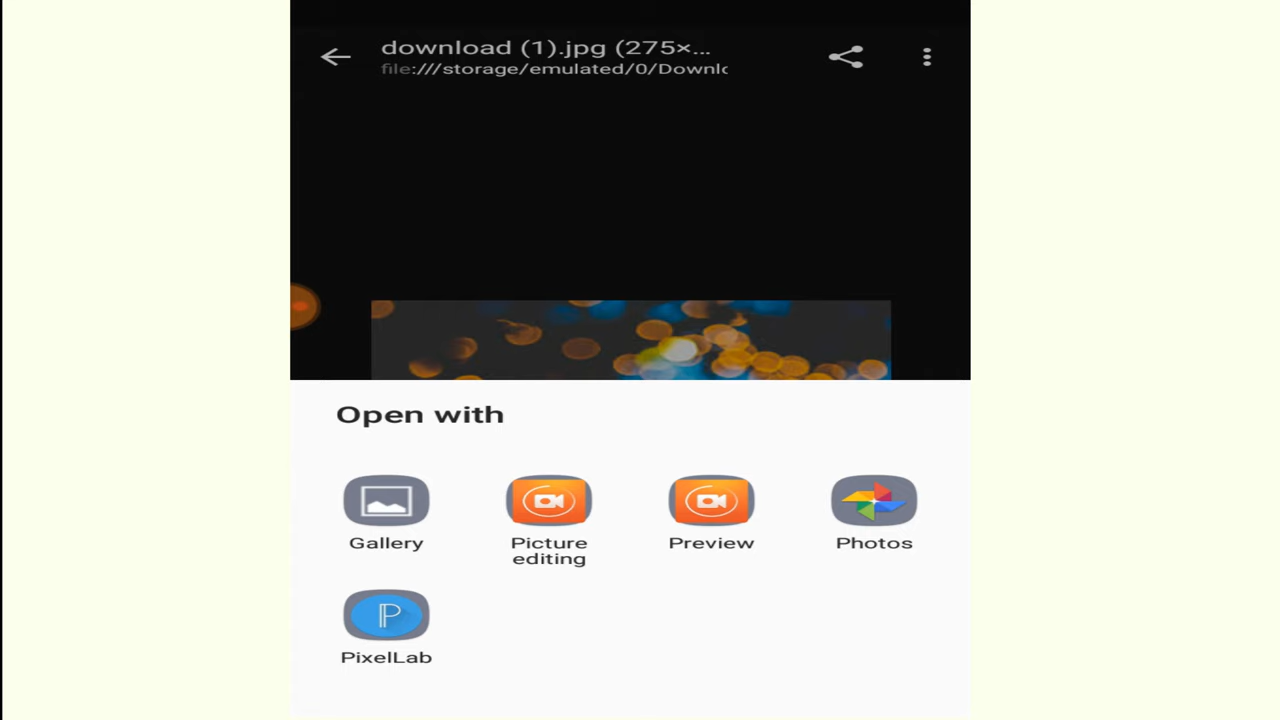 download (1).jpg (275×...
file:///storage/emulated/0/Downlo
Open with
Gallery
Picture
editing
Preview
Photos
PixelLab